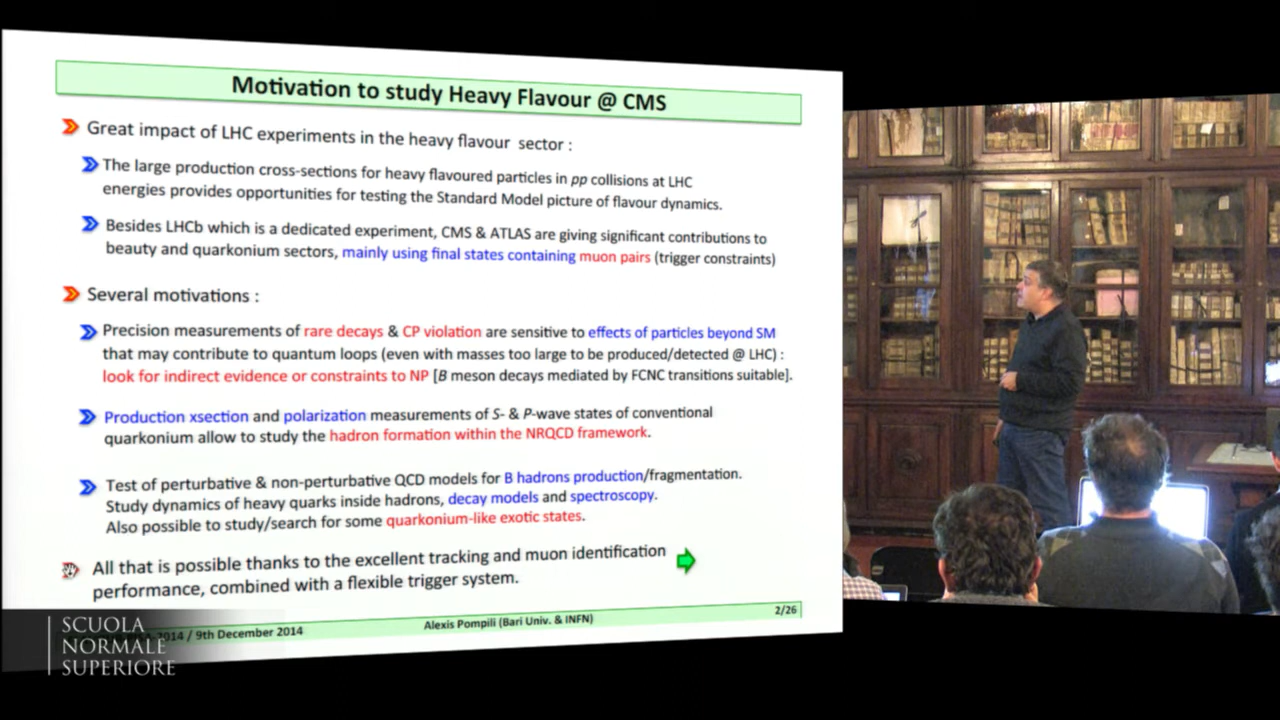 Motivation to study Heavy Flavour @ CMS
Great impact of LHC experiments in the heavy flavour sector :
The large production cross-sections for heavy flavoured particles in pp collisions at LHC
energies provides opportunities for testing the Standard Model picture of flavour dynamics.
Besides LHCb which is a dedicated experiment, CMS & ATLAS are giving significant contributions to
beauty and quarkonium sectors, mainly using final states containing muon pairs (trigger constraints)
Several motivations :
Precision measurements of rare decays & CP violation are sensitive to effects of particles beyond SM
that may contribute to quantum loops (even with masses too large to be produced/detected @ LHC) :
look for indirect evidence or constraints to NP [B meson decays mediated by FCNC transitions suitable].
Production xsection and polarization measurements of S- & P-wave states of conventional
quarkonium allow to study the hadron formation within the NRQCD framework.
Test of perturbative & non-perturbative QCD models for B hadrons production/fragmentation.
Study dynamics of heavy quarks inside hadrons, decay models and spectroscopy.
Also possible to study/search for some quarkonium-like exotic states.
All that is possible thanks to the excellent tracking and muon identification
performance, combined with a flexible trigger system.
2014 / 9th December 2014
Alexis Pompili (Bari Univ. & INFN)
2/26
SCUOLA
NORMALE
SUPERIORE